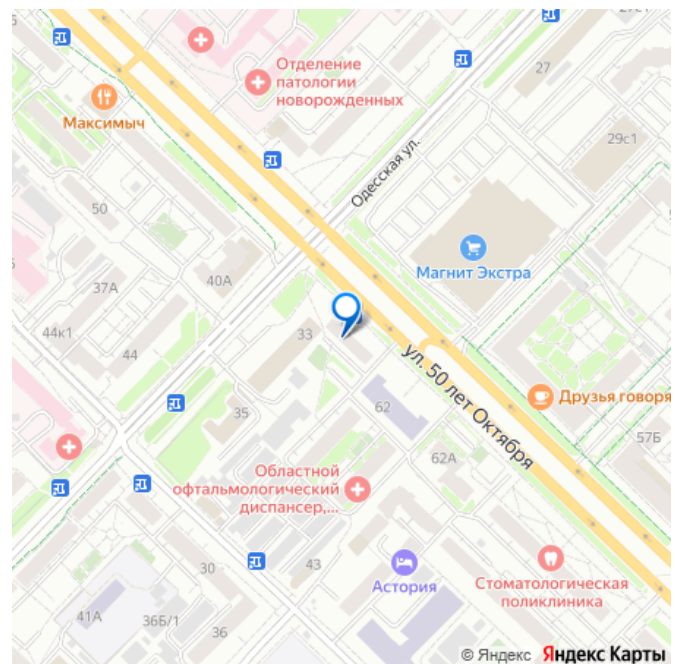 27
Отделение
патологии
новорожденных
Максимыч
29с1
Одесская ул.
50
Магнит Экстра
40А
37А
33
44к1
44
ул. 50 лет Октября
Друзья говоря
62
35
57Б
62А
Областной
офтальмологический
диспансер,...
43
30
Астория
Стоматологическая
поликлиника
41А
36Б/1
36
© Яндекс Яндекс Карты